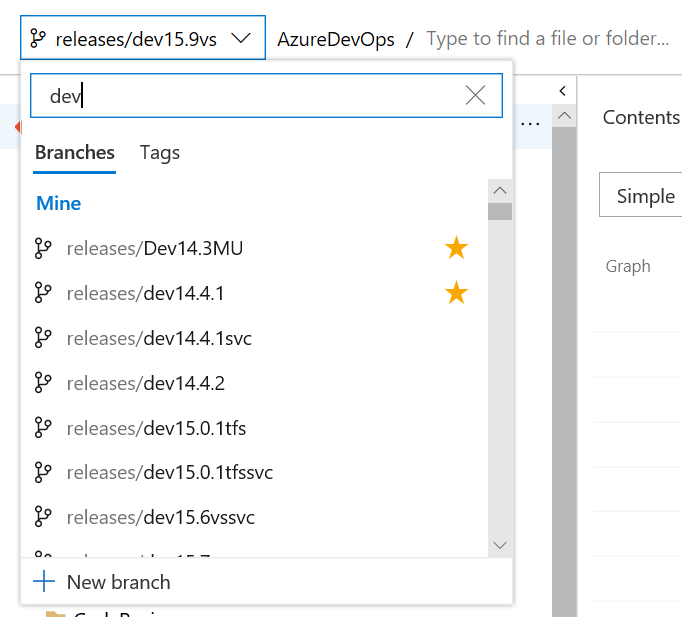 releases/dev15.9vs
AzureDevOps / Type to find a file or folder...
dev
Contents
Branches Tags
Mine
Simple
releases/Dev14.3MU
Graph
releases/dev14.4.1
releases/dev14.4.1svc
releases/dev14.4.2
releases/dev15.0.1tfs
releases/dev15.0.1tfssvc
releases/dev15.6vssvc
New branch